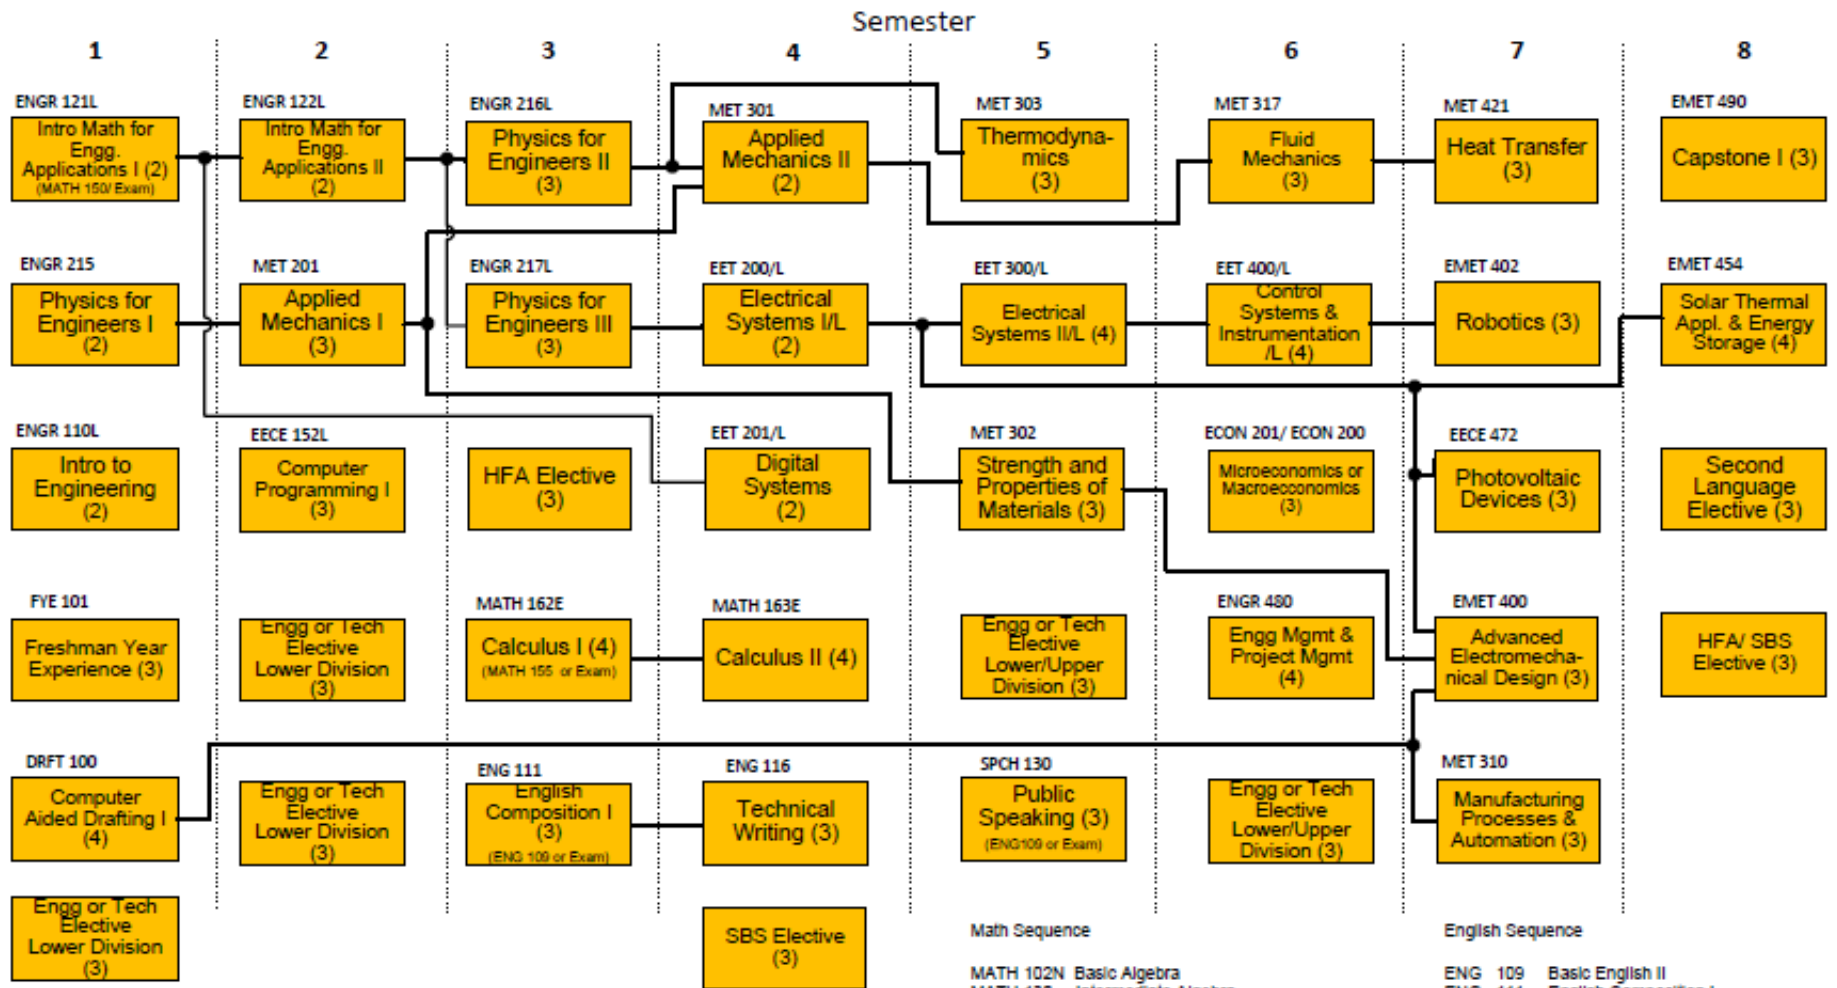 Semester
1 2 3 4 5 6 7 8
ENGR 121L
Intro Math for
Engg.
Applications I (2)
(MATH 150/ Exam)
ENGR 122L
Intro Math for
Engg.
Applications II
(2)
ENGR 216L
Physics for
Engineers II
(3)
MET 301
Applied
Mechanics II
(2)
MET 303
Thermodyna-
mics
(3)
MET 317
Fluid
Mechanics
(3)
MET 421
Heat Transfer
(3)
EMET 490
Capstone I (3)
ENGR 215
Physics for
Engineers I
(2)
MET 201
Applied
Mechanics I
(3)
ENGR 217L
Physics for
Engineers III
(3)
EET 200/L
Electrical
Systems I/L
(2)
EET 300/L
Electrical
Systems II/L (4)
EET 400/L
Control
Systems &
Instrumentation
/L (4)
EMET 402
Robotics (3)
EMET 454
Solar Thermal
Appl. & Energy
Storage (4)
ENGR 110L
Intro to
Engineering
(2)
EECE 152L
Computer
Programming I
(3)
HFA Elective
(3)
EET 201/L
Digital
Systems
(2)
MET 302
Strength and
Properties of
Materials (3)
ECON 201/ ECON 200
Microeconomics or
Macroecconomics
(3)
EECE 472
Photovoltaic
Devices (3)
Second
Language
Elective (3)
FYE 101
Freshman Year
Experience (3)
Engg or Tech
Elective
Lower Division
(3)
MATH 162E
Calculus I (4)
(MATH 155 or Exam)
MATH 163E
Calculus II (4)
Engg or Tech
Elective
Lower/Upper
Division (3)
ENGR 480
Engg Mgmt &
Project Mgmt
(4)
EMET 400
Advanced
Electromecha-
nical Design (3)
HFA/ SBS
Elective (3)
DRFT 100
Computer
Aided Drafting I
(4)
Engg or Tech
Elective
Lower Division
(3)
ENG 111
English
Composition I
(3)
(ENG 109 or Exam)
ENG 116
Technical
Writing (3)
SPCH 130
Public
Speaking (3)
(ENG109 or Exam)
Engg or Tech
Elective
Lower/Upper
Division (3)
MET 310
Manufacturing
Processes &
Automation (3)
Engg or Tech
Elective
Lower Division
(3)
SBS Elective
(3)
Math Sequence
MATH 102N Basic Algebra
English Sequence
ENG 109 Basic English II